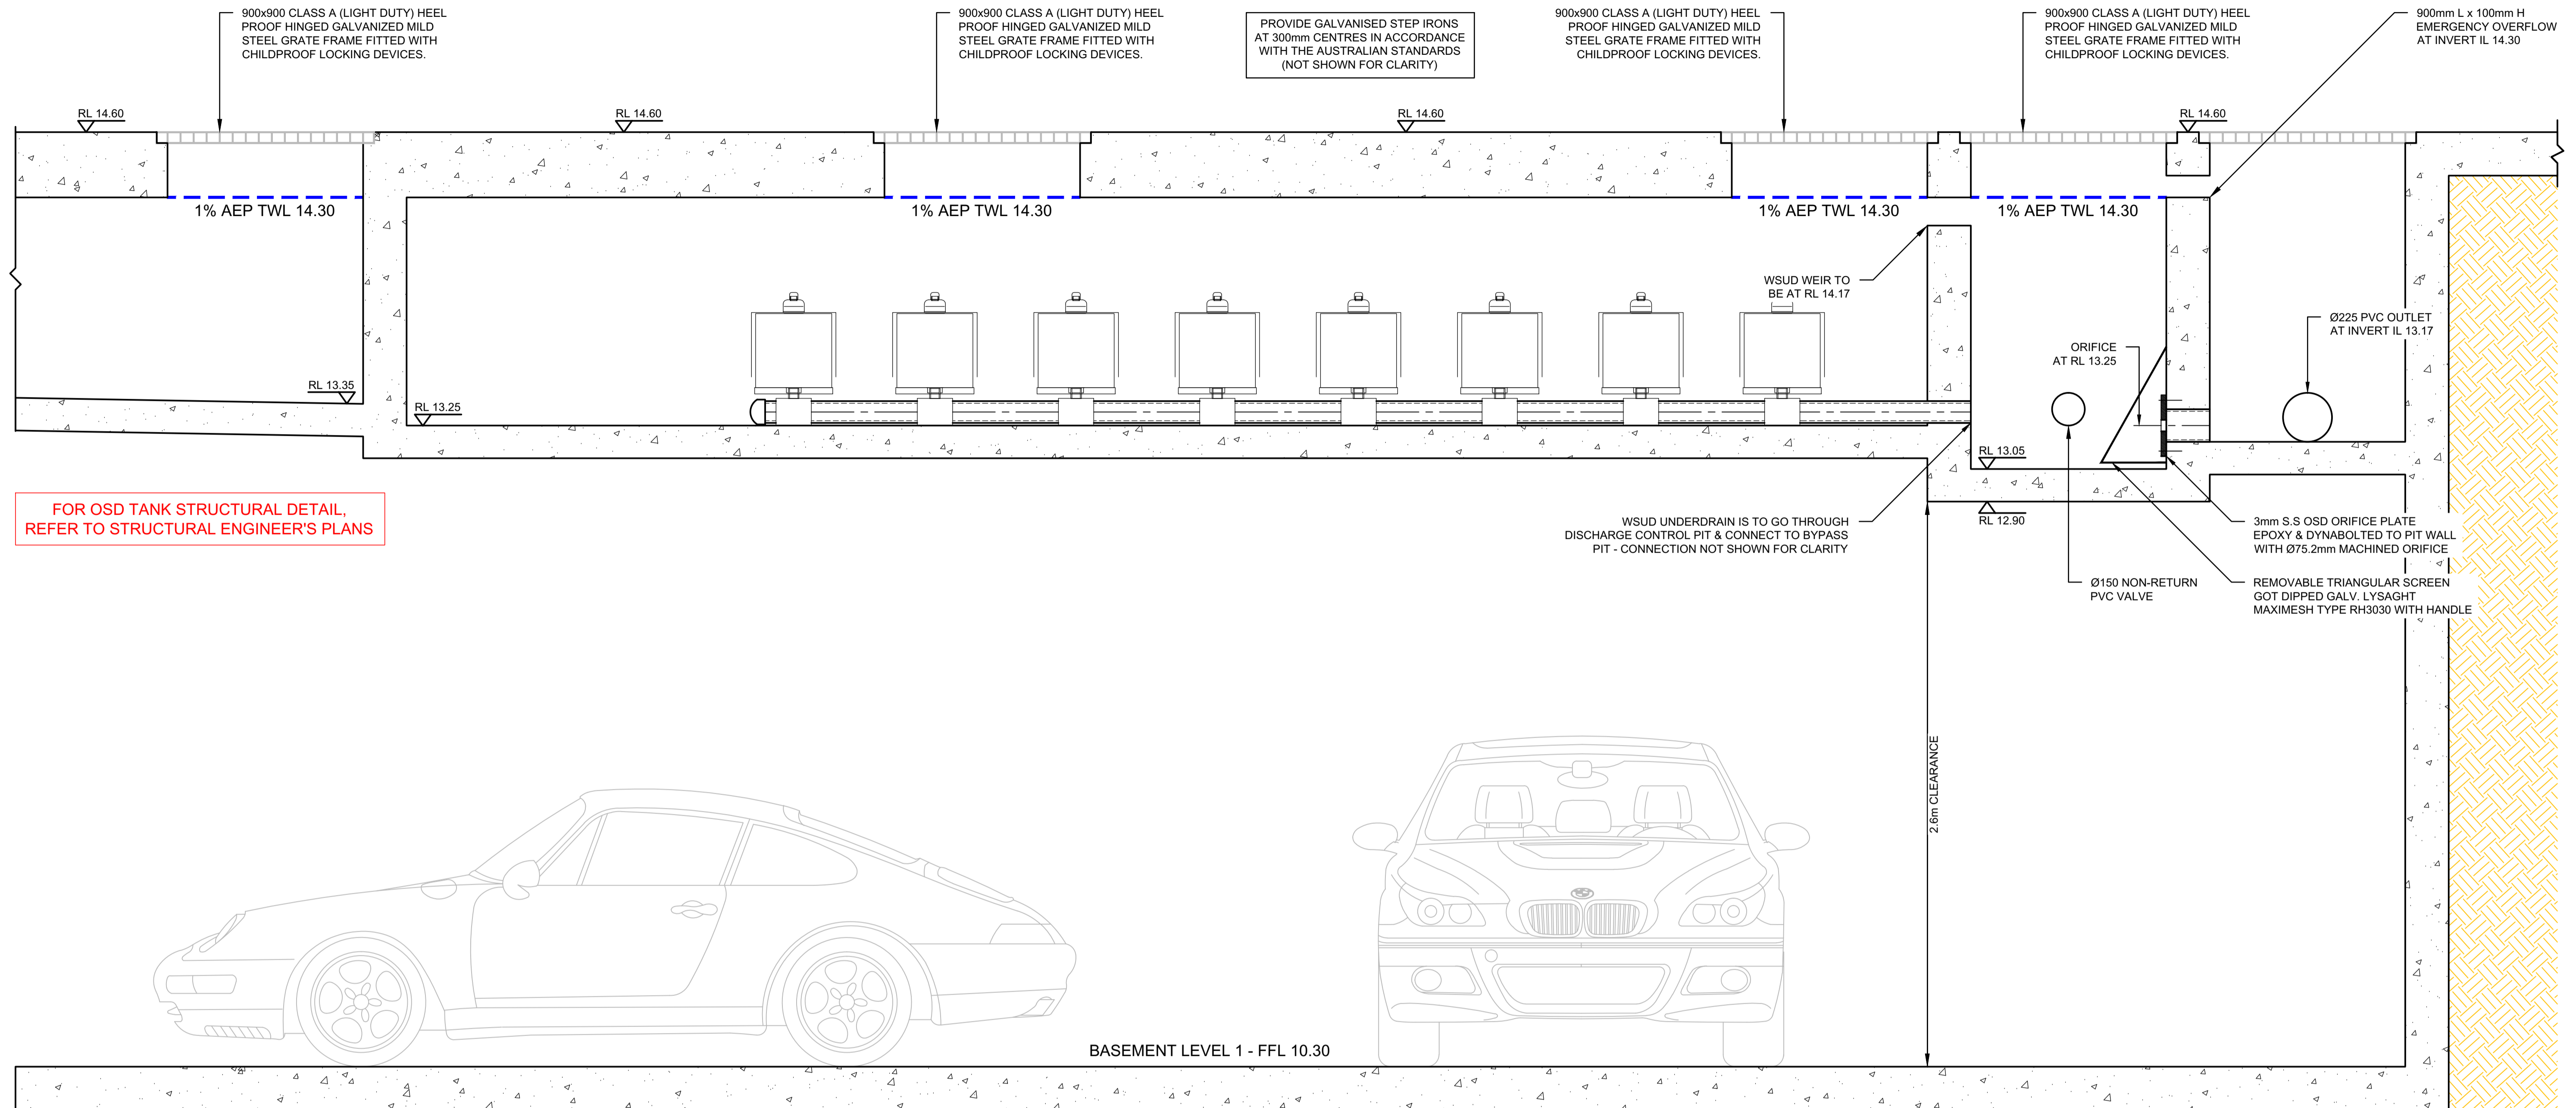 900x900 CLASS A (LIGHT DUTY) HEEL
PROOF HINGED GALVANIZED MILD
STEEL GRATE FRAME FITTED WITH
CHILDPROOF LOCKING DEVICES.
900x900 CLASS A (LIGHT DUTY) HEEL
PROOF HINGED GALVANIZED MILD
STEEL GRATE FRAME FITTED WITH
CHILDPROOF LOCKING DEVICES.
PROVIDE GALVANISED STEP IRONS
AT 300mm CENTRES IN ACCORDANCE
WITH THE AUSTRALIAN STANDARDS
(NOT SHOWN FOR CLARITY)
900x900 CLASS A (LIGHT DUTY) HEEL
PROOF HINGED GALVANIZED MILD
STEEL GRATE FRAME FITTED WITH
CHILDPROOF LOCKING DEVICES.
900x900 CLASS A (LIGHT DUTY) HEEL
PROOF HINGED GALVANIZED MILD
STEEL GRATE FRAME FITTED WITH
CHILDPROOF LOCKING DEVICES.
900mm L x 100mm H
EMERGENCY OVERFLOW
AT INVERT IL 14.30
RL 14.60
RL 14.60
RL 14.60
RL 14.60
1% AEP TWL 14.30
1% AEP TWL 14.30
1% AEP TWL 14.30
1% AEP TWL 14.30
WSUD WEIR TO
BE AT RL 14.17
Ø225 PVC OUTLET
AT INVERT IL 13.17
ORIFICE
AT RL 13.25
RL 13.35
RL 13.25
RL 13.05
FOR OSD TANK STRUCTURAL DETAIL,
REFER TO STRUCTURAL ENGINEER'S PLANS
WSUD UNDERDRAIN IS TO GO THROUGH
DISCHARGE CONTROL PIT & CONNECT TO BYPASS
PIT - CONNECTION NOT SHOWN FOR CLARITY
RL 12.90
3mm S.S OSD ORIFICE PLATE
EPOXY & DYNABOLTED TO PIT WALL
WITH Ø75.2mm MACHINED ORIFICE
Ø150 NON-RETURN
PVC VALVE
REMOVABLE TRIANGULAR SCREEN
GOT DIPPED GALV. LYSAGHT
MAXIMESH TYPE RH3030 WITH HANDLE
2.6m CLEARANCE
BASEMENT LEVEL 1 - FFL 10.30